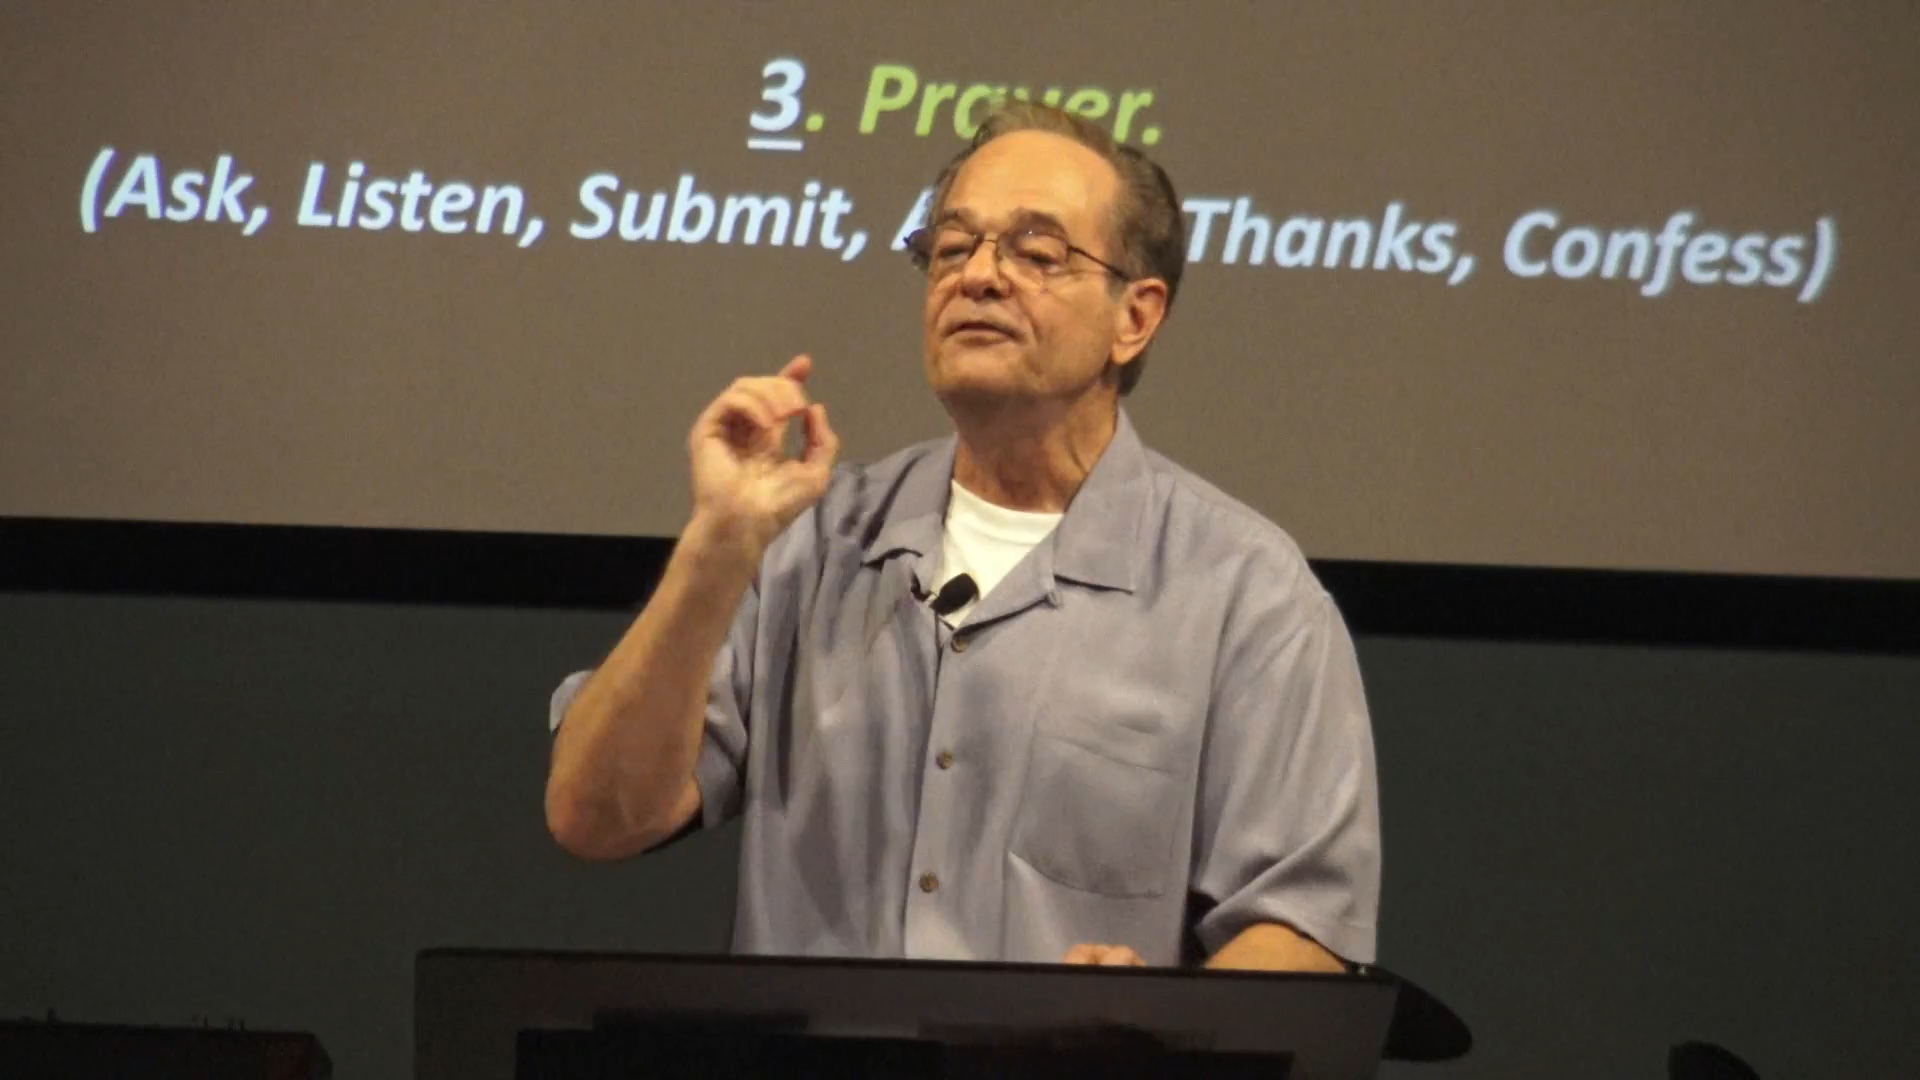 3. Prayer.
(Ask, Listen, Submit, Thanks, Confess)